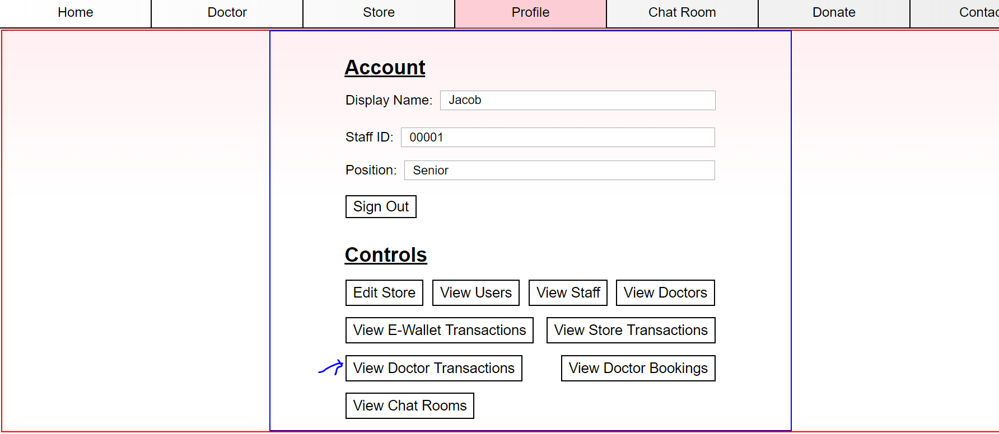 Home Doctor Store Profile Chat Room Donate Contac
Account
Display Name: Jacob
Staff ID: 00001
Position: Senior
Sign Out
Controls
Edit Store View Users View Staff View Doctors
View E-Wallet Transactions View Store Transactions
View Doctor Transactions View Doctor Bookings
View Chat Rooms